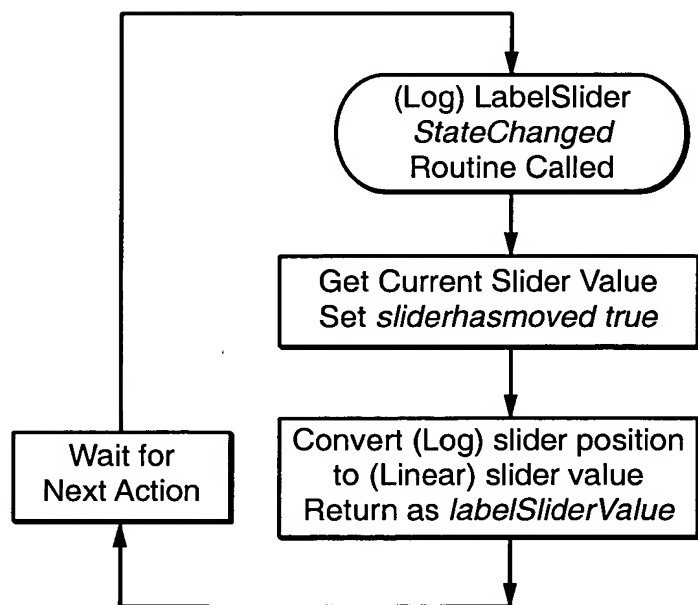 (Log) LabelSlider
StateChanged
Routine Called
Get Current Slider Value
Set sliderhasmoved true
Convert (Log) slider position
to (Linear) slider value
Return as labelSliderValue
Wait for
Next Action